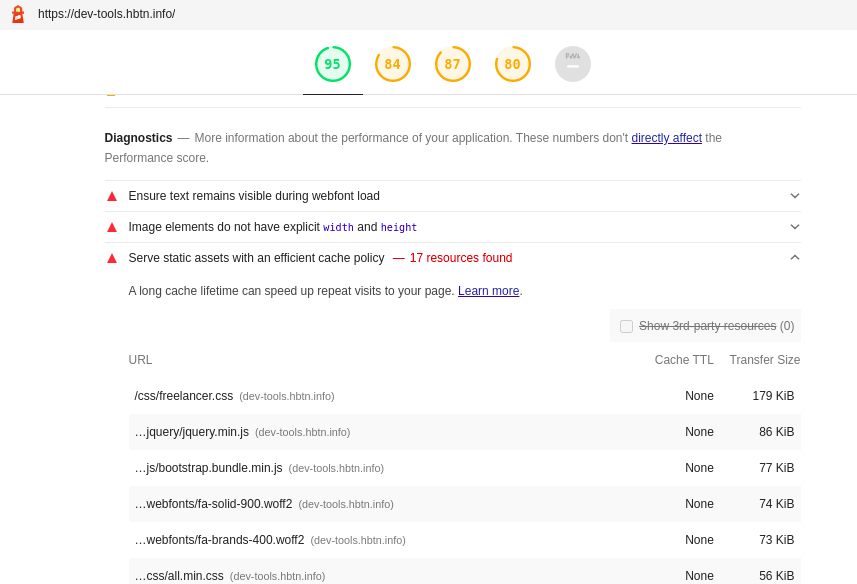 https://dev-tools.hbtn.info/
95 84 87 80 PWA
Diagnostics — More information about the performance of your application. These numbers don't directly affect the
Performance score.
Ensure text remains visible during webfont load
Image elements do not have explicit width and height
Serve static assets with an efficient cache policy — 17 resources found
A long cache lifetime can speed up repeat visits to your page. Learn more.
Show 3rd-party resources (0)
URL Cache TTL Transfer Size
/css/freelancer.css (dev-tools.hbtn.info) None 179 KiB
…jquery/jquery.min.js (dev-tools.hbtn.info) None 86 KiB
…js/bootstrap.bundle.min.js (dev-tools.hbtn.info) None 77 KiB
…webfonts/fa-solid-900.woff2 (dev-tools.hbtn.info) None 74 KiB
…webfonts/fa-brands-400.woff2 (dev-tools.hbtn.info) None 73 KiB
…css/all.min.css (dev-tools.hbtn.info) None 56 KiB